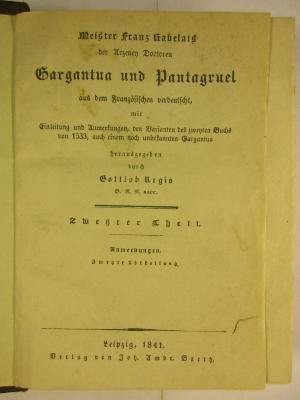 Meister Franz Rabelais
der Arzeney Doctoren
Gargantua und Pantagruel
aus dem Französischen verdeutscht,
mit
Einleitung und Anmerkungen, den Varianten des zweyten Buchs
von 1533, auch einem noch unbekannten Gargantua
herausgegeben
durch
Gottlob Regis
B. R. R. nacc.
Zweyter Theil.
Anmerkungen.
Zweyte Abtheilung.
Leipzig, 1841.
Verlag von Joh. Ambr. Barth.